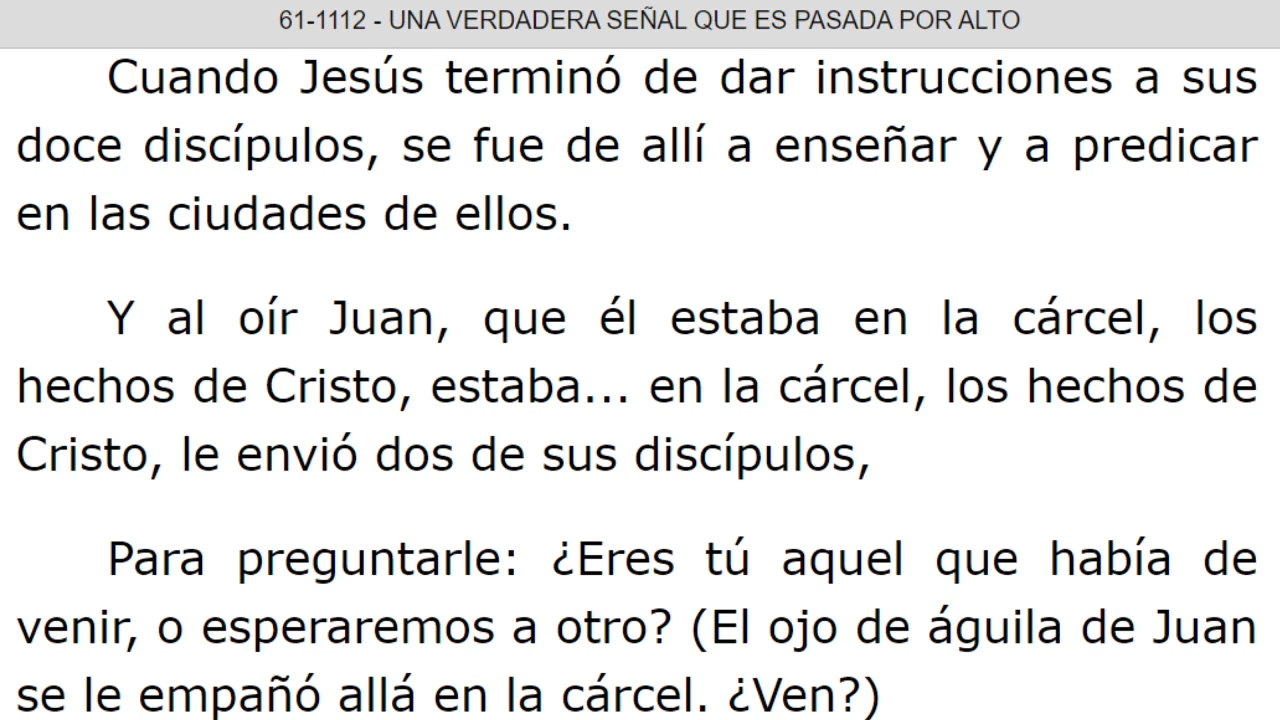 61-1112 - UNA VERDADERA SEÑAL QUE ES PASADA POR ALTO
Cuando Jesús terminó de dar instrucciones a sus
doce discípulos, se fue de allí a enseñar y a predicar
en las ciudades de ellos.
Y al oír Juan, que él estaba en la cárcel, los
hechos de Cristo, estaba... en la cárcel, los hechos de
Cristo, le envió dos de sus discípulos,
Para preguntarle: ¿Eres tú aquel que había de
venir, o esperaremos a otro? (El ojo de águila de Juan
se le empañó allá en la cárcel. ¿Ven?)